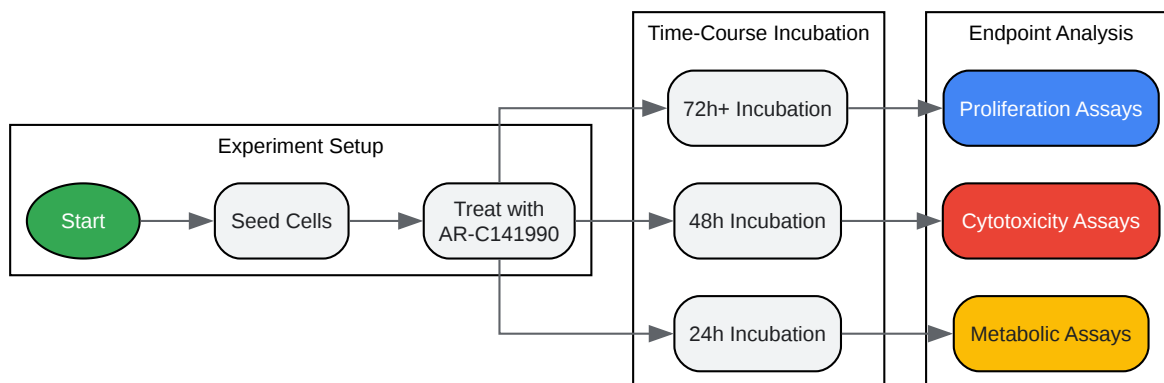 Time-Course Incubation
Endpoint Analysis
72h+ Incubation
Proliferation Assays
Experiment Setup
Start
Seed Cells
Treat with
AR-C141990
48h Incubation
Cytotoxicity Assays
24h Incubation
Metabolic Assays